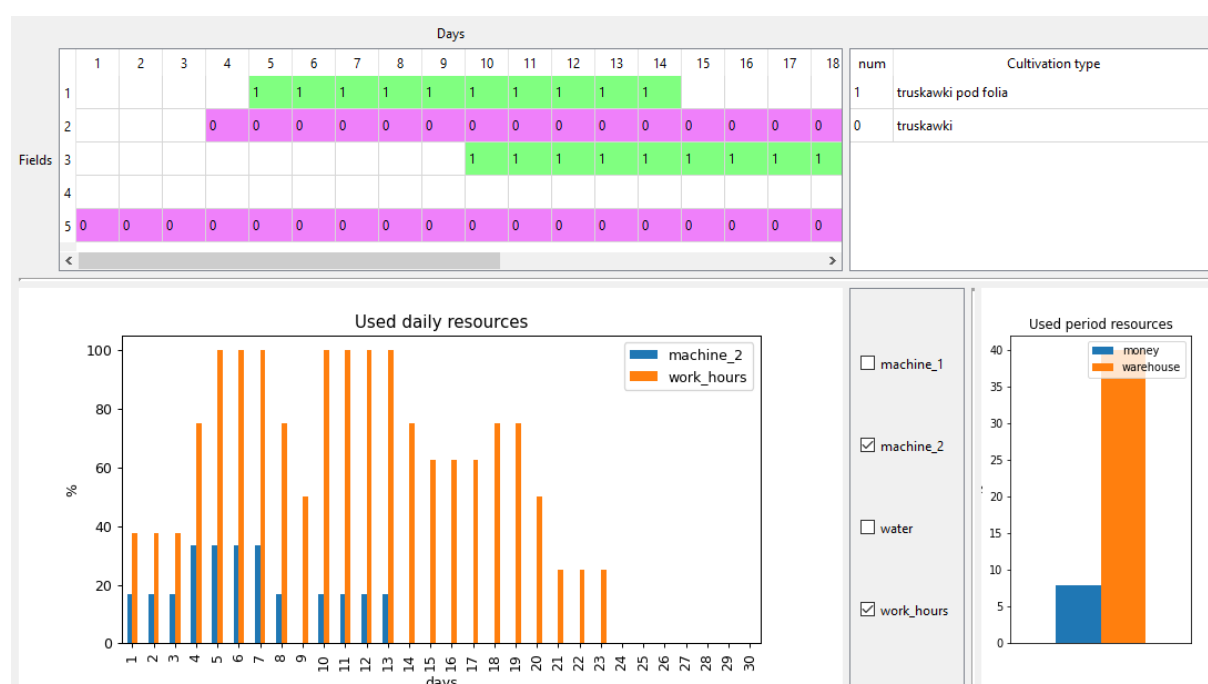 Days
1 2 3 4 5 6 7 8 9 10 11 12 13 14 15 16 17 18 num Cultivation type
1 1 1 1 1 1 1 1 1 1 1 1 truskawki pod folia
2 0 0 0 0 0 0 0 0 0 0 0 0 0 0 0 0 truskawki
Fields 3 1 1 1 1 1 1 1 1 1
4
5 0 0 0 0 0 0 0 0 0 0 0 0 0 0 0 0 0 0
Used daily resources
machine_2
work_hours
100
80
60
40
20
0
%
1 2 3 4 5 6 7 8 9 10 11 12 13 14 15 16 17 18 19 20 21 22 23 24 25 26 27 28 29 30
days
machine_1
machine_2
water
work_hours
Used period resources
money
warehouse
40
35
30
25
20
15
10
5
0